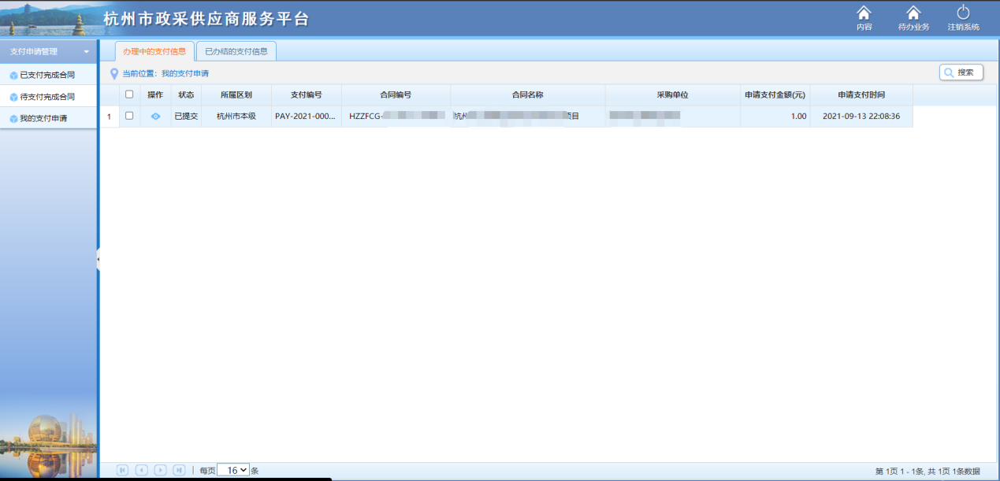 杭州市政采供应商服务平台
内容 待办业务 注销系统
支付申请管理
已支付完成合同
待支付完成合同
我的支付申请
办理中的支付信息 已办结的支付信息
当前位置：我的支付申请 搜索
操作 状态 所属区划 支付编号 合同编号 合同名称 采购单位 申请支付金额(元) 申请支付时间
1 已提交 杭州市本级 PAY-2021-000... HZZFCG- 杭州 项目 1.00 2021-09-13 22:08:36
每页 16 条 第 1页 1 - 1条, 共 1页 1条数据